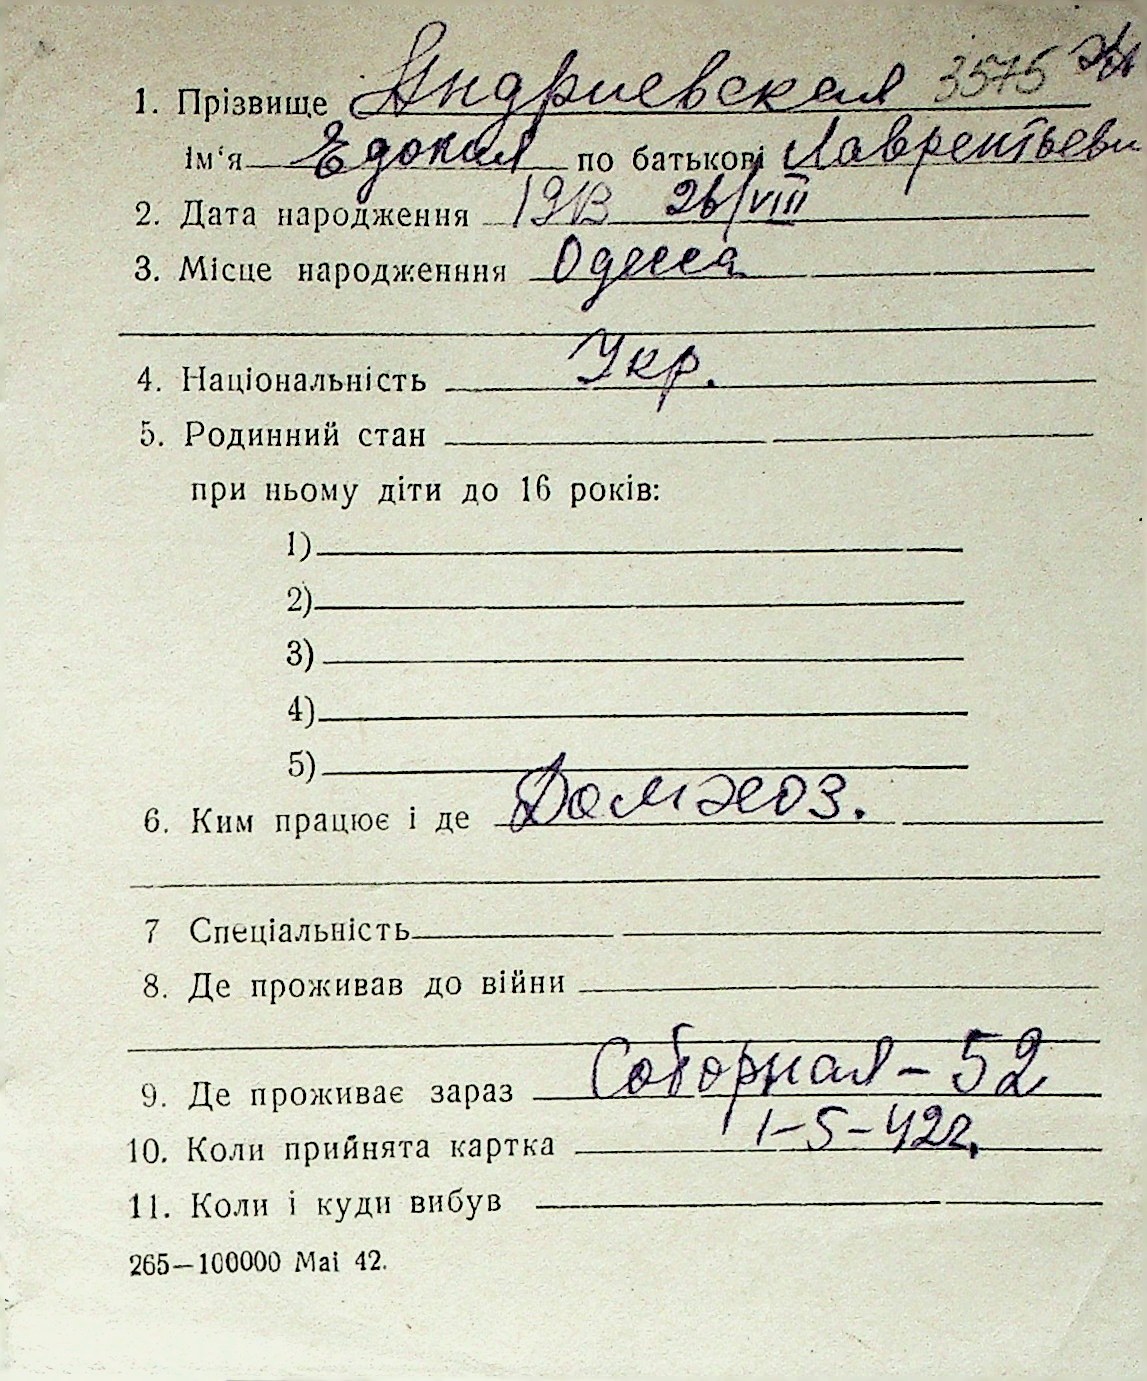 1. Прізвище Андриевская 3575
ім'я Едокия по батькові Лаврентьевн
2. Дата народження 26/VIII
3. Місце народженння Одесса
4. Національність Укр.
5. Родинний стан
при ньому діти до 16 років:
1)
2)
3)
4)
5)
6. Ким працює і де Домхоз.
7 Спеціальність
8. Де проживав до війни
9. Де проживає зараз Соборная – 52
10. Коли прийнята картка 1–5–42г.
11. Коли і куди вибув
265—100000 Маі 42.